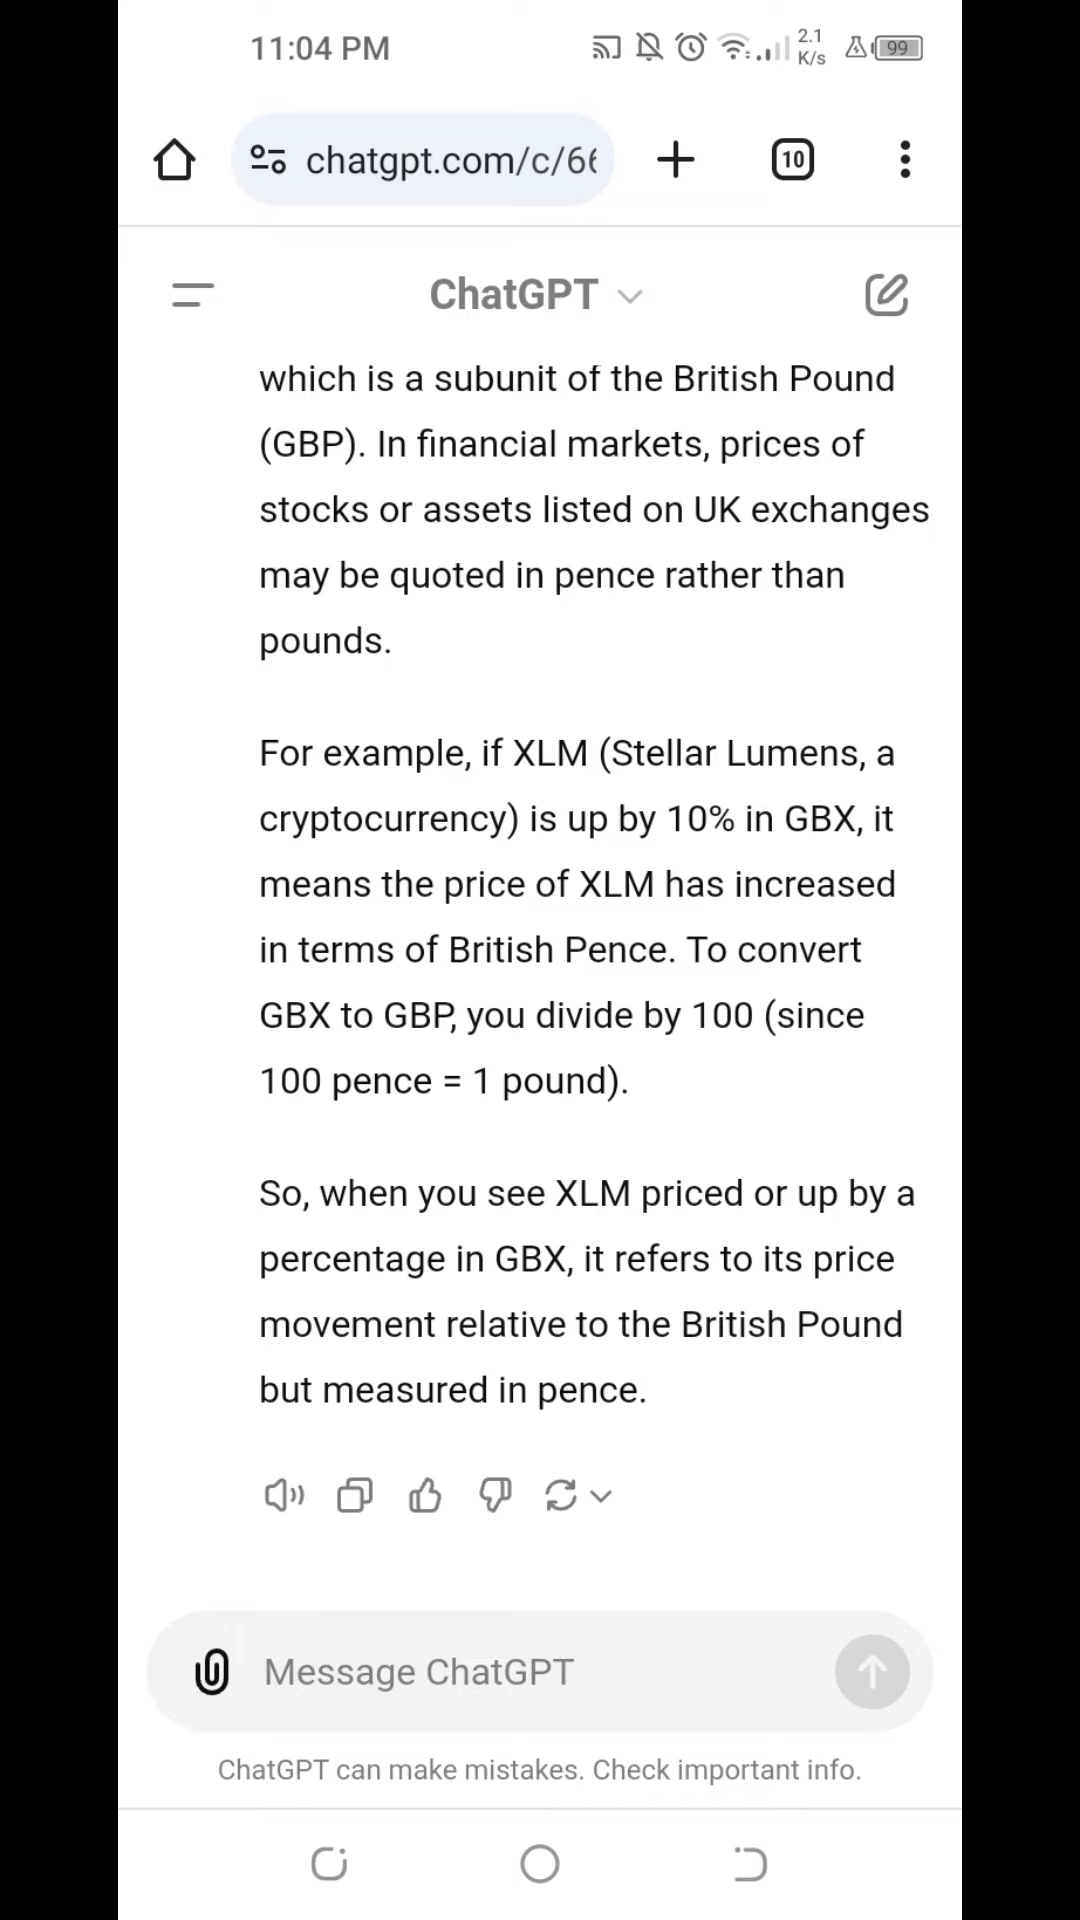 11:04 PM
2.1
K/s
99
chatgpt.com/c/66
10
ChatGPT
which is a subunit of the British Pound
(GBP). In financial markets, prices of
stocks or assets listed on UK exchanges
may be quoted in pence rather than
pounds.
For example, if XLM (Stellar Lumens, a
cryptocurrency) is up by 10% in GBX, it
means the price of XLM has increased
in terms of British Pence. To convert
GBX to GBP, you divide by 100 (since
100 pence = 1 pound).
So, when you see XLM priced or up by a
percentage in GBX, it refers to its price
movement relative to the British Pound
but measured in pence.
Message ChatGPT
ChatGPT can make mistakes. Check important info.